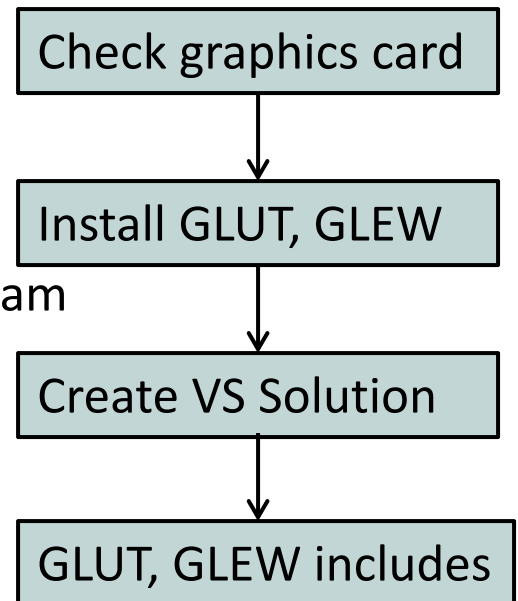 Check graphics card
Install GLUT, GLEW
am
Create VS Solution
GLUT, GLEW includes